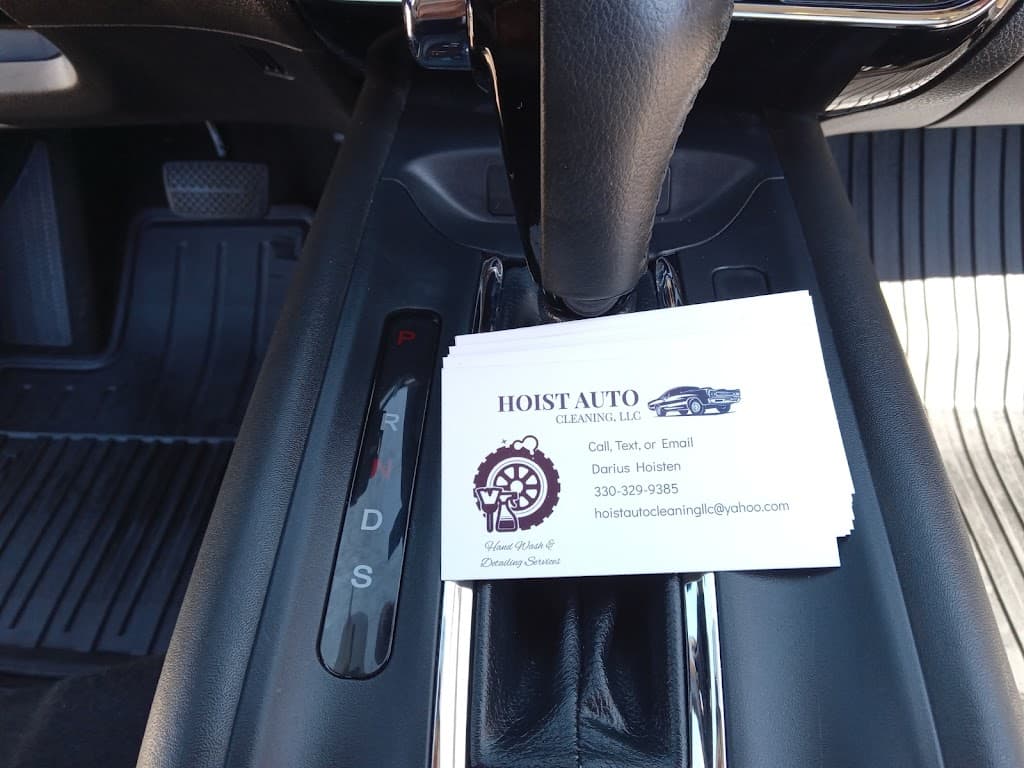 P
R
N
D
S
HOIST AUTO
CLEANING, LLC
Call, Text, or Email
Darius Hoisten
330-329-9385
hoistautocleaningllc@yahoo.com
Hand Wash &
Detailing Services